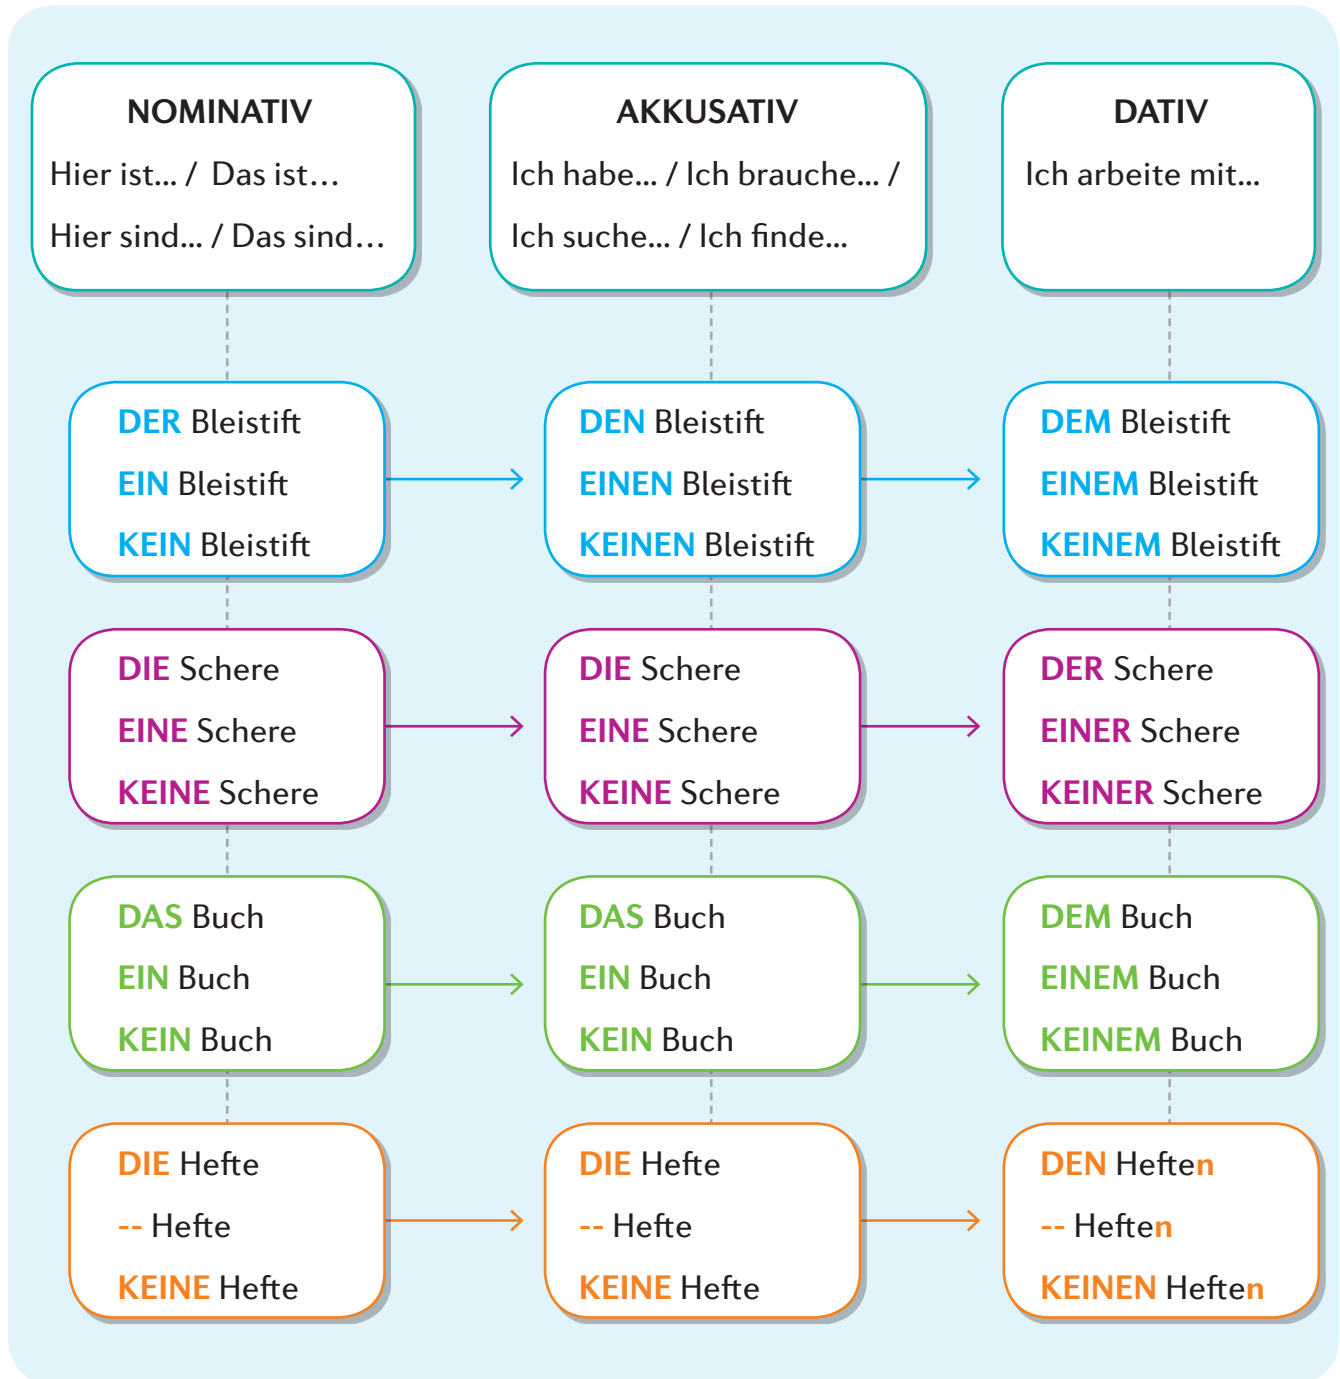 NOMINATIV
Hier ist... / Das ist...
Hier sind... / Das sind...
AKKUSATIV
Ich habe... / Ich brauche... /
Ich suche... / Ich finde...
DATIV
Ich arbeite mit...
DER Bleistift
EIN Bleistift
KEIN Bleistift
DEN Bleistift
EINEN Bleistift
KEINEN Bleistift
DEM Bleistift
EINEM Bleistift
KEINEM Bleistift
DIE Schere
EINE Schere
KEINE Schere
DIE Schere
EINE Schere
KEINE Schere
DER Schere
EINER Schere
KEINER Schere
DAS Buch
EIN Buch
KEIN Buch
DAS Buch
EIN Buch
KEIN Buch
DEM Buch
EINEM Buch
KEINEM Buch
DIE Hefte
-- Hefte
KEINE Hefte
DIE Hefte
-- Hefte
KEINE Hefte
DEN Heften
-- Heften
KEINEN Heften